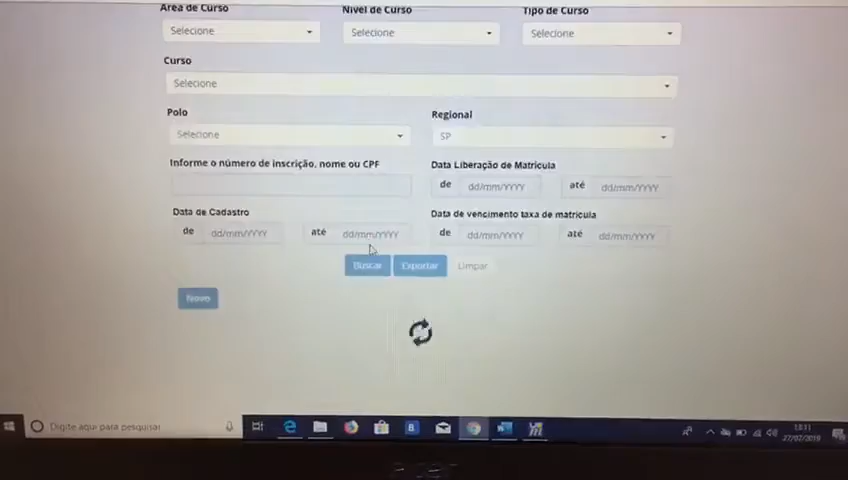 Área de Curso Nível de Curso Tipo de Curso
Selecione Selecione Selecione
Curso
Selecione
Polo Regional
Selecione SP
Informe o número de inscrição, nome ou CPF Data Liberação de Matrícula
de dd/mm/YYYY até dd/mm/YYYY
Data de Cadastro Data de vencimento taxa de matrícula
de dd/mm/YYYY até dd/mm/YYYY de dd/mm/YYYY até dd/mm/YYYY
Buscar Exportar Limpar
Novo
Digite aqui para pesquisar
27/02/2019